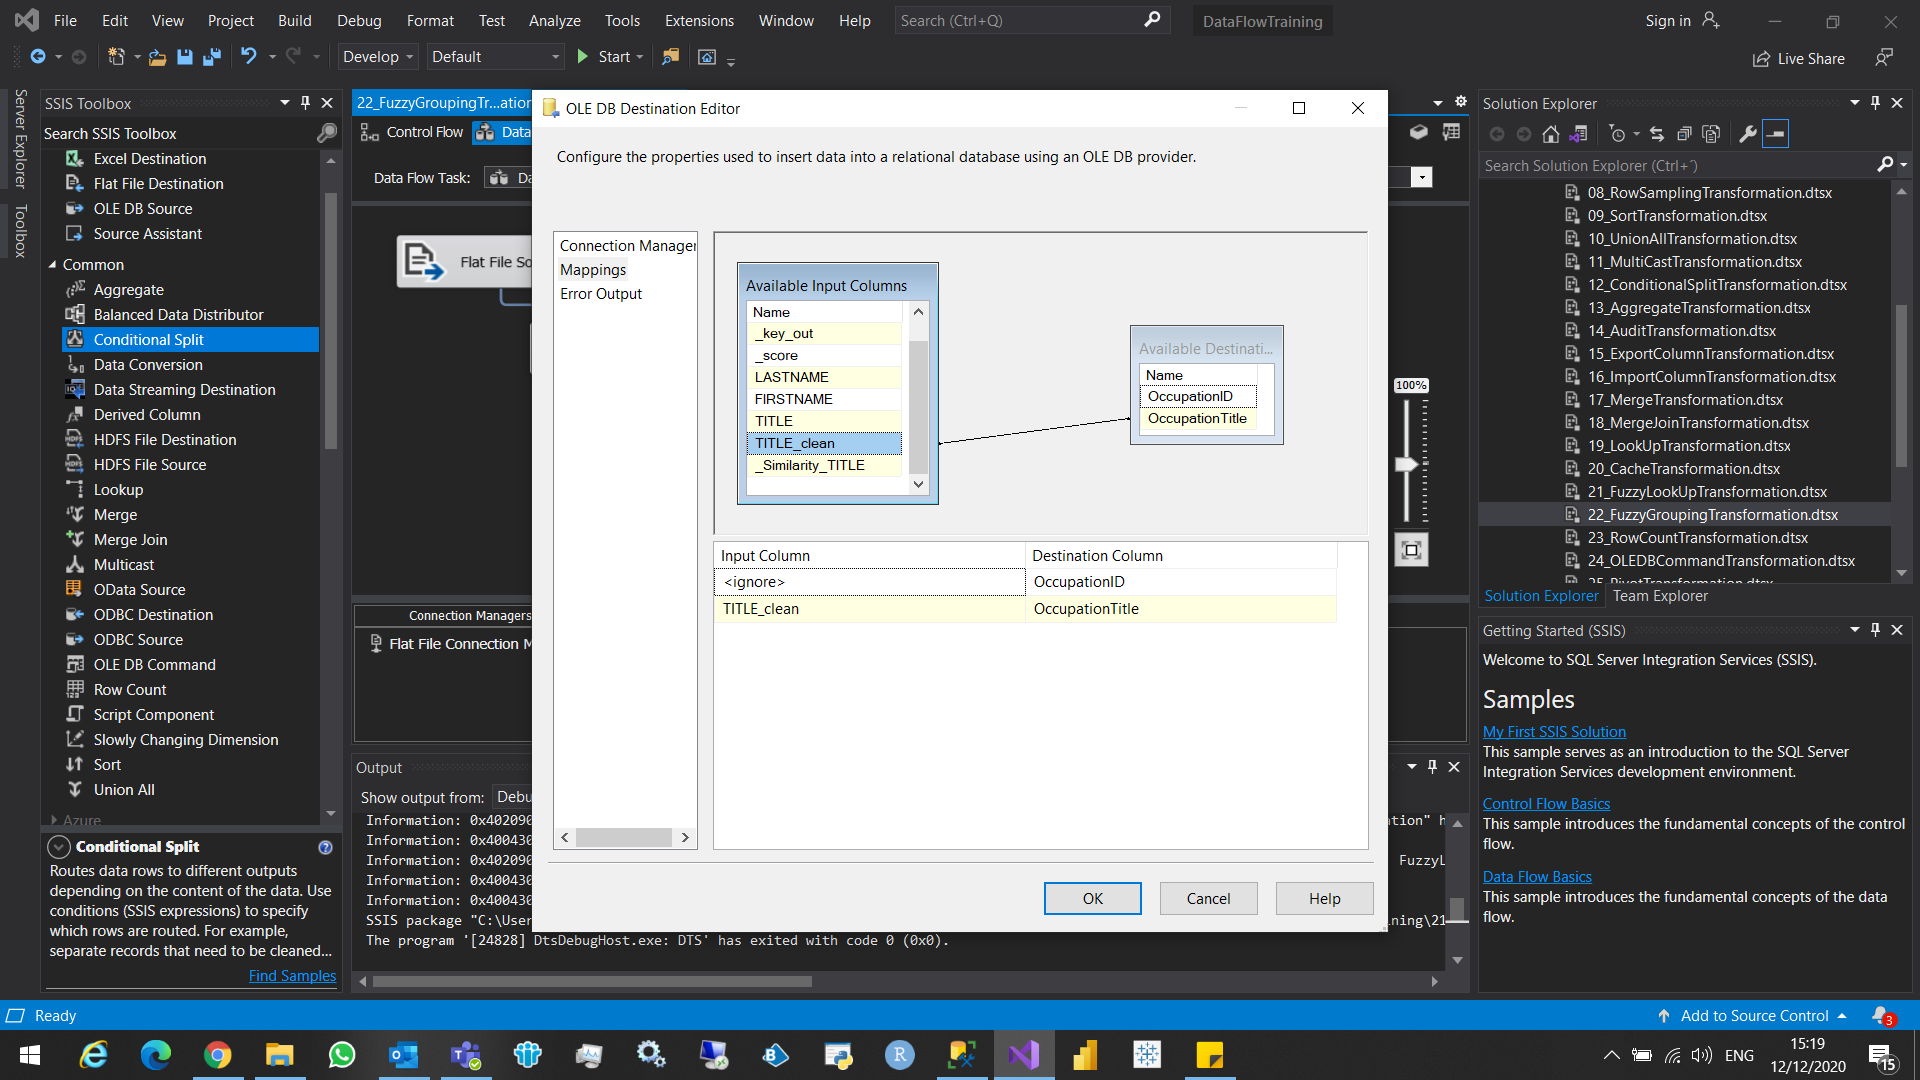 File Edit View Project Build Debug Format Test Analyze Tools Extensions Window Help Search (Ctrl+Q) DataFlowTraining Sign in
Develop Default Start Live Share
Server Explorer
Toolbox
SSIS Toolbox
Search SSIS Toolbox
Excel Destination
Flat File Destination
OLE DB Source
Source Assistant
Common
Aggregate
Balanced Data Distributor
Conditional Split
Data Conversion
Data Streaming Destination
Derived Column
HDFS File Destination
HDFS File Source
Lookup
Merge
Merge Join
Multicast
OData Source
ODBC Destination
ODBC Source
OLE DB Command
Row Count
Script Component
Slowly Changing Dimension
Sort
Union All
Azure
Conditional Split
Routes data rows to different outputs
depending on the content of the data. Use
conditions (SSIS expressions) to specify
which rows are routed. For example,
separate records that need to be cleaned...
Find Samples
22_FuzzyGroupingTr...ation
Control Flow Data
Data Flow Task: Da
Flat File So
100%
Connection Managers
Flat File Connection M
OLE DB Destination Editor
Configure the properties used to insert data into a relational database using an OLE DB provider.
Connection Manager
Mappings
Error Output
Available Input Columns
Name
_key_out
_score
LASTNAME
FIRSTNAME
TITLE
TITLE_clean
_Similarity_TITLE
Available Destinati...
Name
OccupationID
OccupationTitle
Input Column Destination Column
<ignore> OccupationID
TITLE_clean OccupationTitle
OK Cancel Help
Output
Show output from: Debu
Information: 0x402090 ation" h
Information: 0x400430
Information: 0x402090 FuzzyL
Information: 0x400430
Information: 0x400430
SSIS package "C:\User ning\21
The program '[24828] DtsDebugHost.exe: DTS' has exited with code 0 (0x0).
Solution Explorer
Search Solution Explorer (Ctrl+¨)
08_RowSamplingTransformation.dtsx
09_SortTransformation.dtsx
10_UnionAllTransformation.dtsx
11_MultiCastTransformation.dtsx
12_ConditionalSplitTransformation.dtsx
13_AggregateTransformation.dtsx
14_AuditTransformation.dtsx
15_ExportColumnTransformation.dtsx
16_ImportColumnTransformation.dtsx
17_MergeTransformation.dtsx
18_MergeJoinTransformation.dtsx
19_LookUpTransformation.dtsx
20_CacheTransformation.dtsx
21_FuzzyLookUpTransformation.dtsx
22_FuzzyGroupingTransformation.dtsx
23_RowCountTransformation.dtsx
24_OLEDBCommandTransformation.dtsx
25_PivotTransformation.dtsx
Solution Explorer Team Explorer
Getting Started (SSIS)
Welcome to SQL Server Integration Services (SSIS).
Samples
My First SSIS Solution
This sample serves as an introduction to the SQL Server
Integration Services development environment.
Control Flow Basics
This sample introduces the fundamental concepts of the control
flow.
Data Flow Basics
This sample introduces the fundamental concepts of the data
flow.
Ready Add to Source Control 3
ENG 15:19
12/12/2020 15